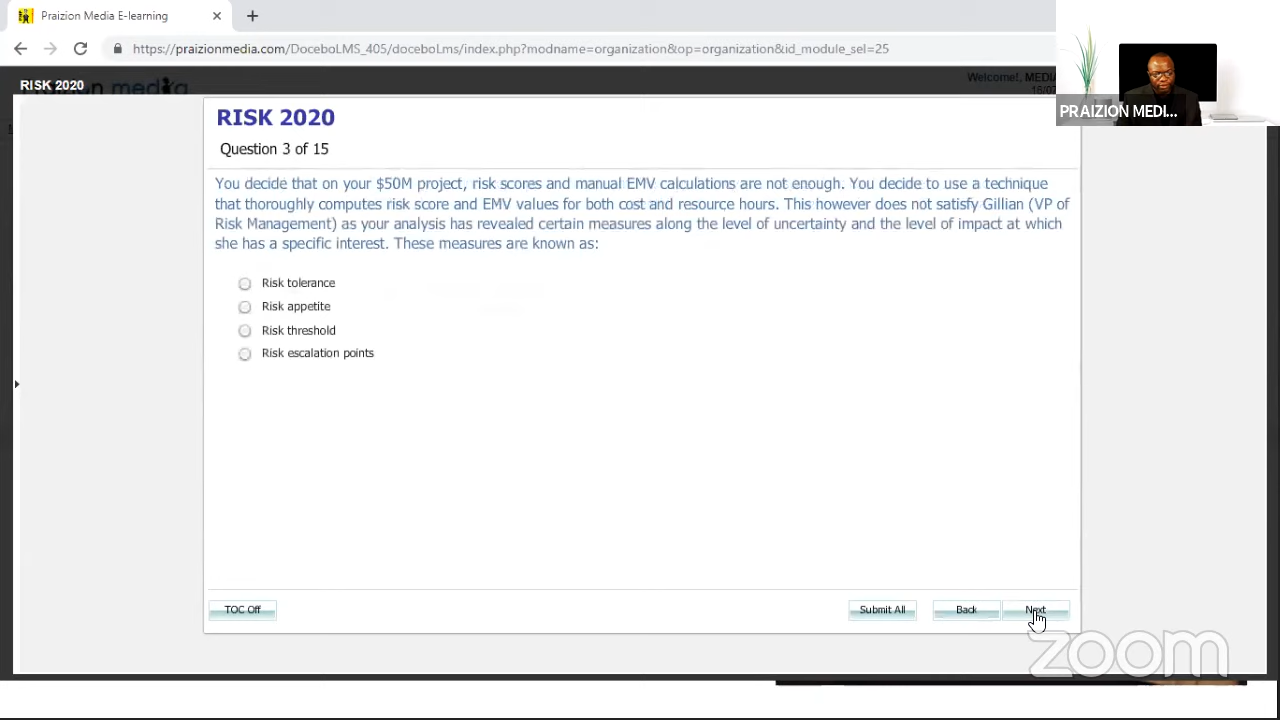 Praizion Media E-learning
https://praizionmedia.com/DoceboLMS_405/doceboLms/index.php?modname=organization&op=organization&id_module_sel=25
RISK 2020
Welcome!, MEDIA
PRAIZION MEDI...
RISK 2020
Question 3 of 15
You decide that on your $50M project, risk scores and manual EMV calculations are not enough. You decide to use a technique
that thoroughly computes risk score and EMV values for both cost and resource hours. This however does not satisfy Gillian (VP of
Risk Management) as your analysis has revealed certain measures along the level of uncertainty and the level of impact at which
she has a specific interest. These measures are known as:
Risk tolerance
Risk appetite
Risk threshold
Risk escalation points
TOC Off
Submit All
Back
Next
zoom